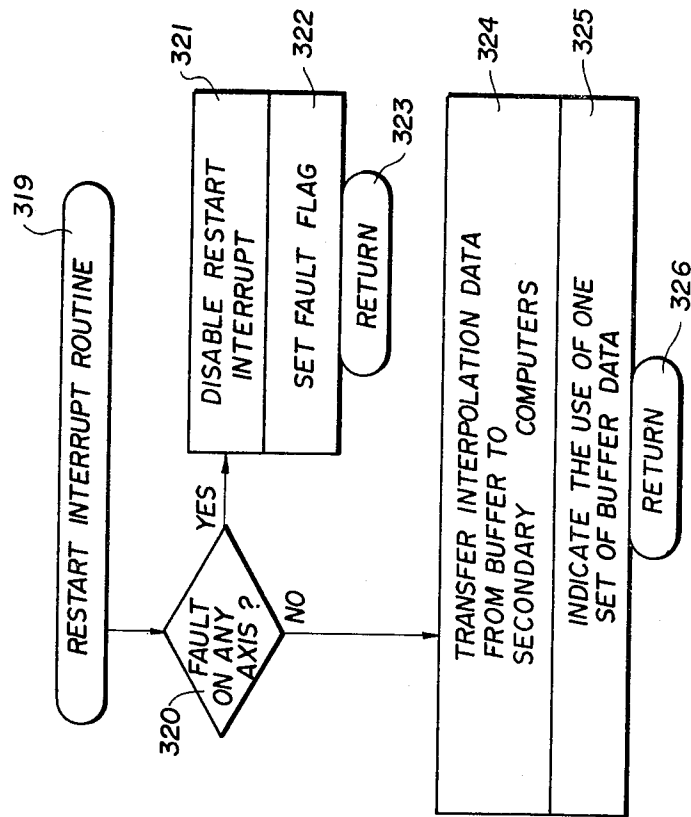 319
RESTART INTERRUPT ROUTINE
320
FAULT
ON ANY
AXIS ?
YES
NO
321
DISABLE RESTART
INTERRUPT
322
SET FAULT FLAG
323
RETURN
324
TRANSFER INTERPOLATION DATA
FROM BUFFER TO
SECONDARY COMPUTERS
325
INDICATE THE USE OF ONE
SET OF BUFFER DATA
326
RETURN